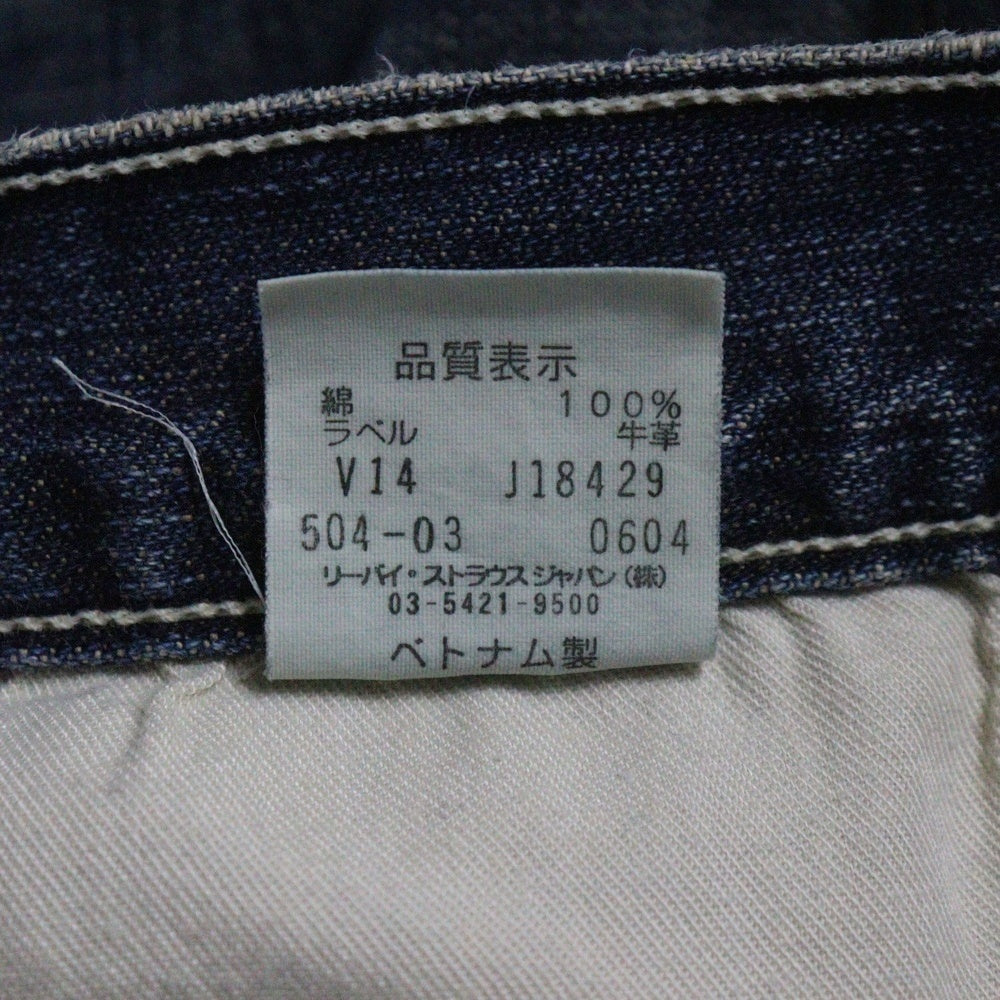 品質表示
綿 100%
ラベル 牛革
V14 J18429
504-03 0604
リーバイ・ストラウスジャパン(株)
03-5421-9500
ベトナム製